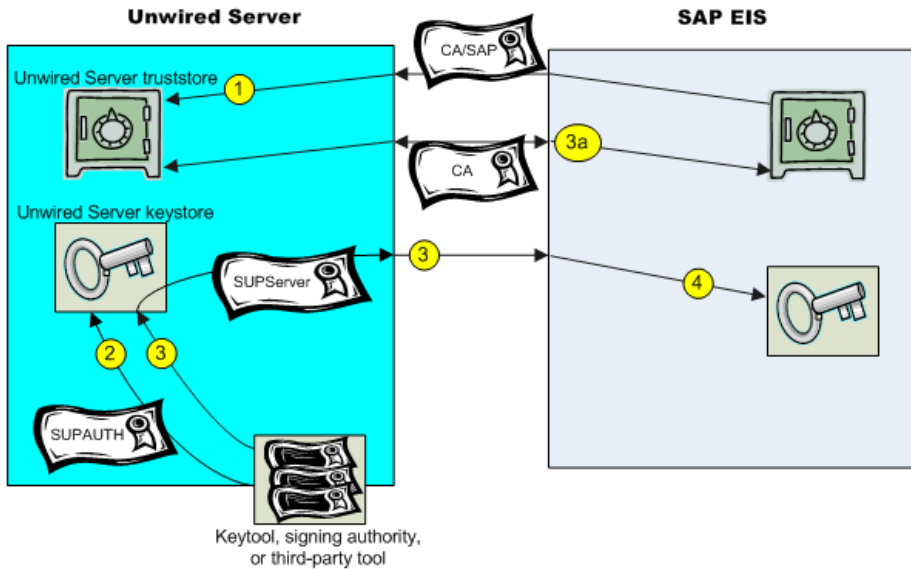 Unwired Server
SAP EIS
CA/SAP
Unwired Server truststore
1
3a
CA
Unwired Server keystore
3
SUPServer
4
2
3
SUPAUTH
Keytool, signing authority,
or third-party tool